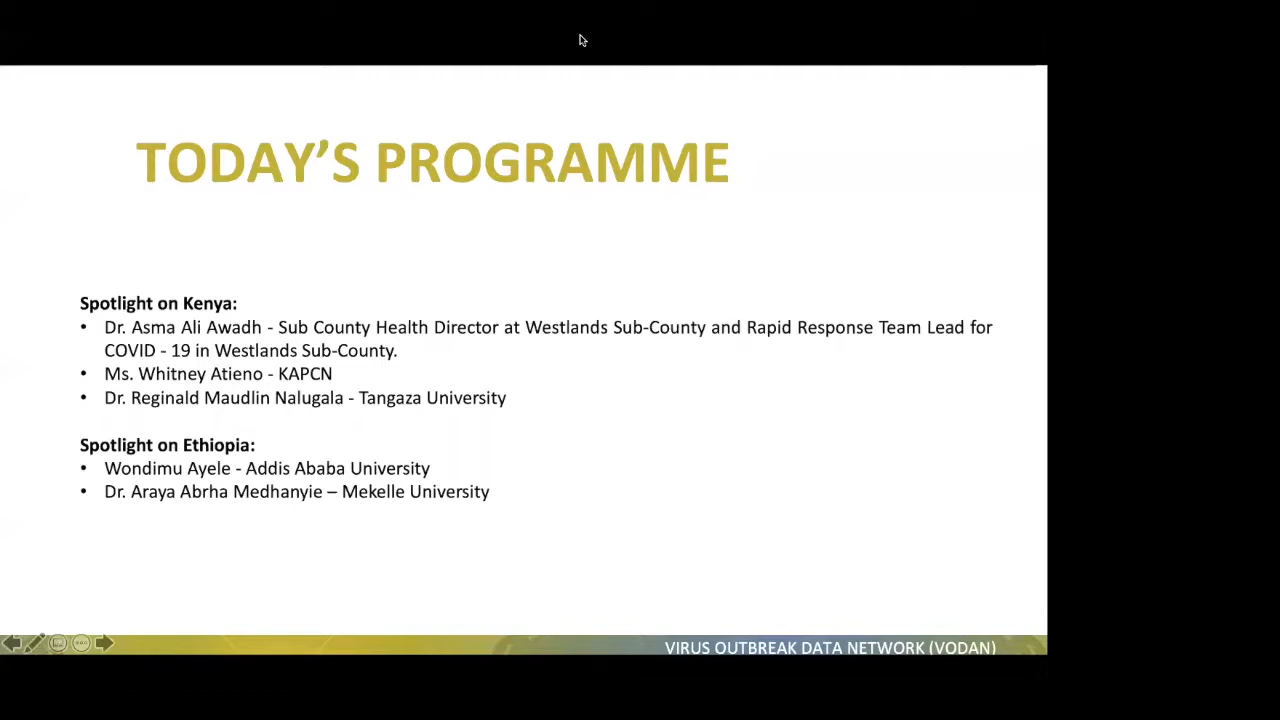 TODAY’S PROGRAMME
Spotlight on Kenya:
• Dr. Asma Ali Awadh - Sub County Health Director at Westlands Sub-County and Rapid Response Team Lead for
COVID - 19 in Westlands Sub-County.
• Ms. Whitney Atieno - KAPCN
• Dr. Reginald Maudlin Nalugala - Tangaza University
Spotlight on Ethiopia:
• Wondimu Ayele - Addis Ababa University
• Dr. Araya Abrha Medhanyie – Mekelle University
VIRUS OUTBREAK DATA NETWORK (VODAN)